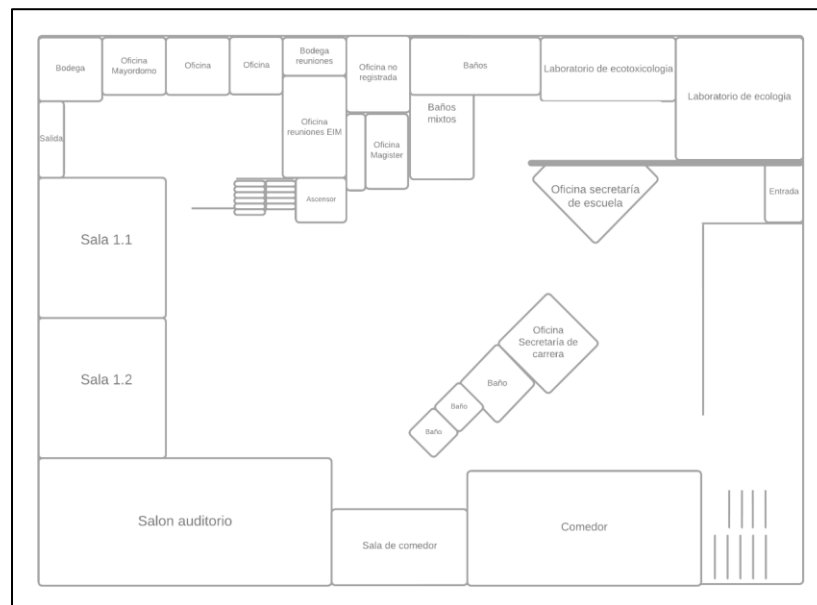 Bodega
Oficina
Mayordomo
Oficina
Oficina
Bodega
reuniones
Oficina no
registrada
Baños
Laboratorio de ecotoxicologia
Laboratorio de ecologia
Salida
Oficina
reuniones EIM
Oficina
Magister
Baños
mixtos
Ascensor
Oficina secretaría
de escuela
Entrada
Sala 1.1
Sala 1.2
Oficina
Secretaría de
carrera
Baño
Baño
Baño
Salon auditorio
Sala de comedor
Comedor